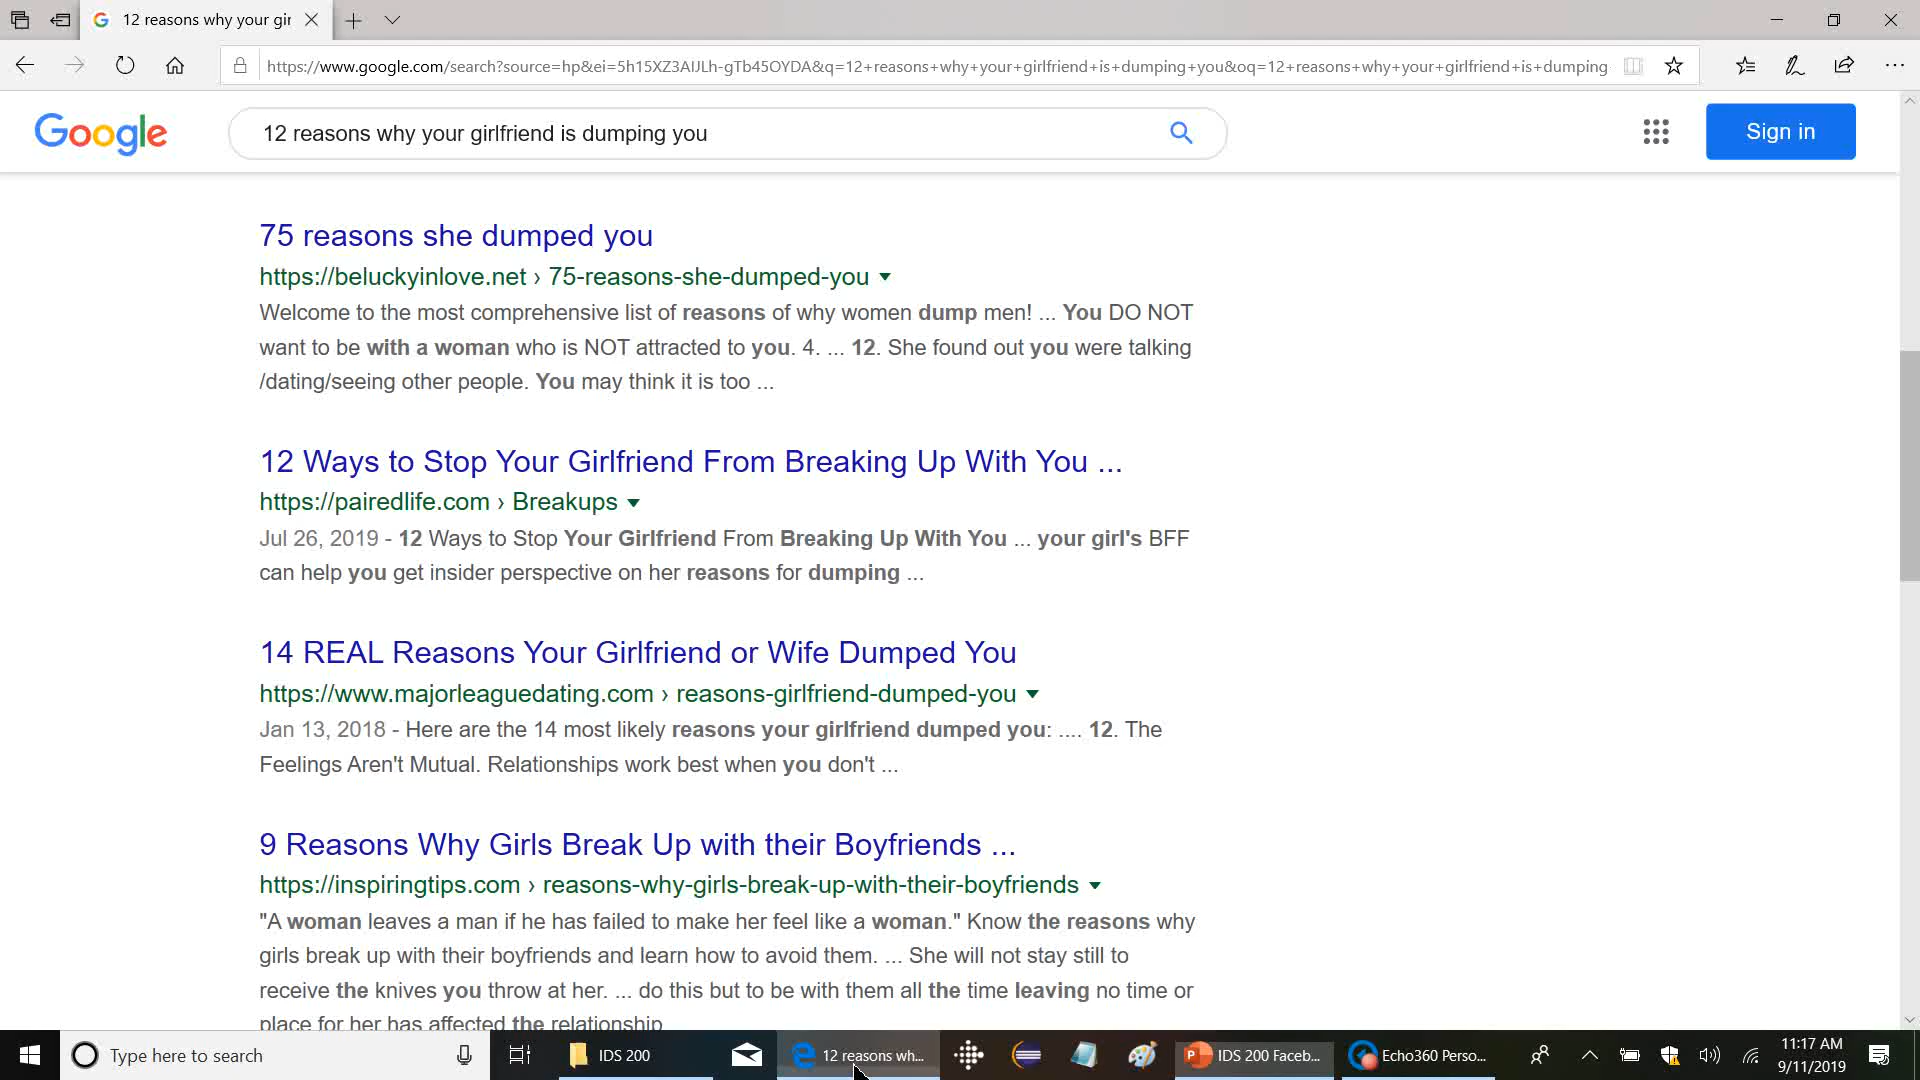 12 reasons why your gir
https://www.google.com/search?source=hp&ei=5h15XZ3AIJLh-gTb45OYDA&q=12+reasons+why+your+girlfriend+is+dumping+you&oq=12+reasons+why+your+girlfriend+is+dumping
Google
12 reasons why your girlfriend is dumping you
Sign in
75 reasons she dumped you
https://beluckyinlove.net › 75-reasons-she-dumped-you
Welcome to the most comprehensive list of reasons of why women dump men! ... You DO NOT
want to be with a woman who is NOT attracted to you. 4. ... 12. She found out you were talking
/dating/seeing other people. You may think it is too ...
12 Ways to Stop Your Girlfriend From Breaking Up With You ...
https://pairedlife.com › Breakups
Jul 26, 2019 - 12 Ways to Stop Your Girlfriend From Breaking Up With You ... your girl's BFF
can help you get insider perspective on her reasons for dumping ...
14 REAL Reasons Your Girlfriend or Wife Dumped You
https://www.majorleaguedating.com › reasons-girlfriend-dumped-you
Jan 13, 2018 - Here are the 14 most likely reasons your girlfriend dumped you: .... 12. The
Feelings Aren't Mutual. Relationships work best when you don't ...
9 Reasons Why Girls Break Up with their Boyfriends ...
https://inspiringtips.com › reasons-why-girls-break-up-with-their-boyfriends
"A woman leaves a man if he has failed to make her feel like a woman." Know the reasons why
girls break up with their boyfriends and learn how to avoid them. ... She will not stay still to
receive the knives you throw at her. ... do this but to be with them all the time leaving no time or
place for her has affected the relationship
Type here to search
IDS 200
12 reasons wh...
IDS 200 Faceb...
Echo360 Perso...
11:17 AM
9/11/2019